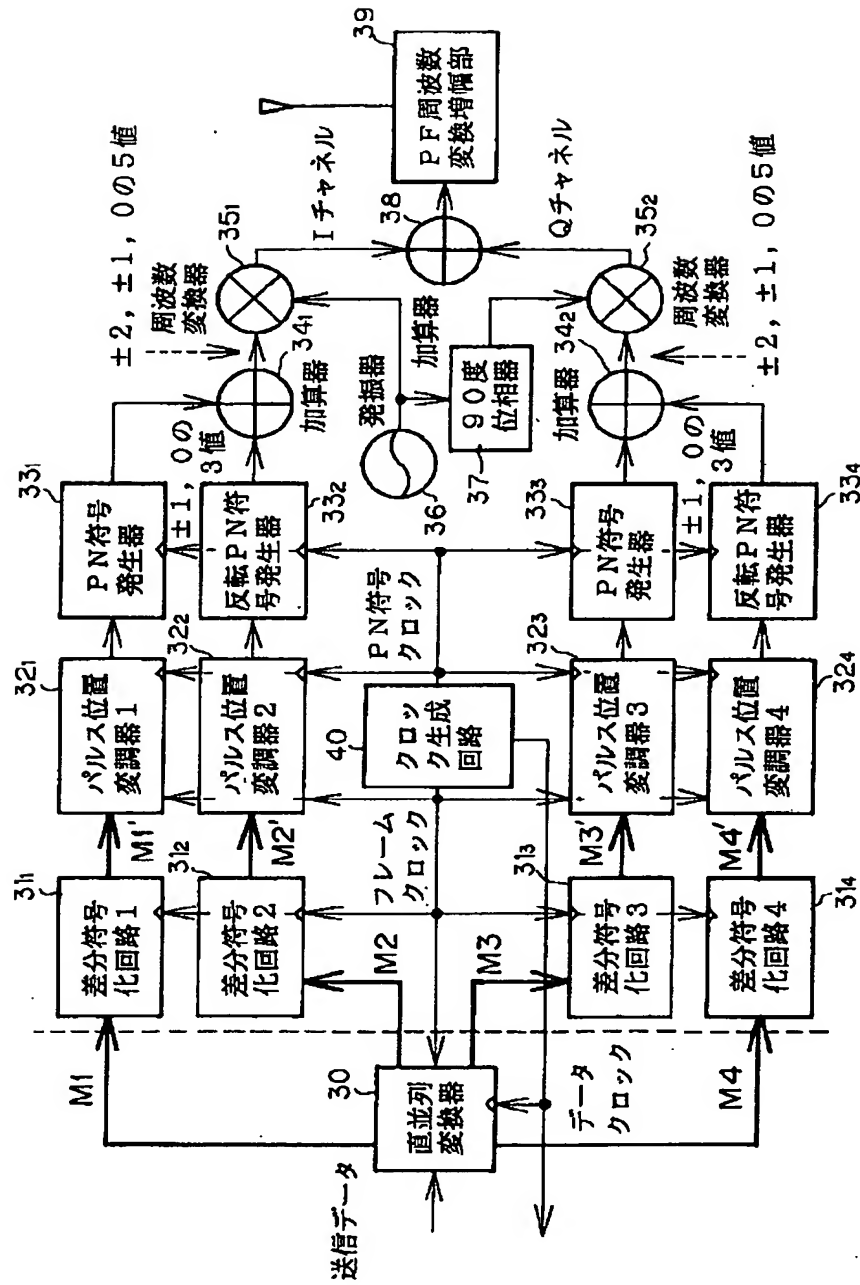 送信データ
30
直並列
変換器
M1
M2
M3
M4
データ
クロック
31₁
差分符号
化回路1
31₂
差分符号
化回路2
31₃
差分符号
化回路3
31₄
差分符号
化回路4
M1'
M2'
M3'
M4'
フレーム
クロック
40
クロッ
ク生成
回路
PN符号
クロック
32₁
パルス位置
変調器1
32₂
パルス位置
変調器2
32₃
パルス位置
変調器3
32₄
パルス位置
変調器4
33₁
PN符号
発生器
33₂
反転PN符
号発生器
33₃
PN符号
発生器
33₄
反転PN符
号発生器
±1, 0の
3値
±1, 0の
3値
34₁
加算器
34₂
加算器
36
発振器
37
90度
位相器
±2, ±1, 0の5値
周波数
変換器
35₁
周波数
変換器
35₂
±2, ±1, 0の5値
Iチャネル
Qチャネル
加算器
38
39
PF周波数
変換増幅部